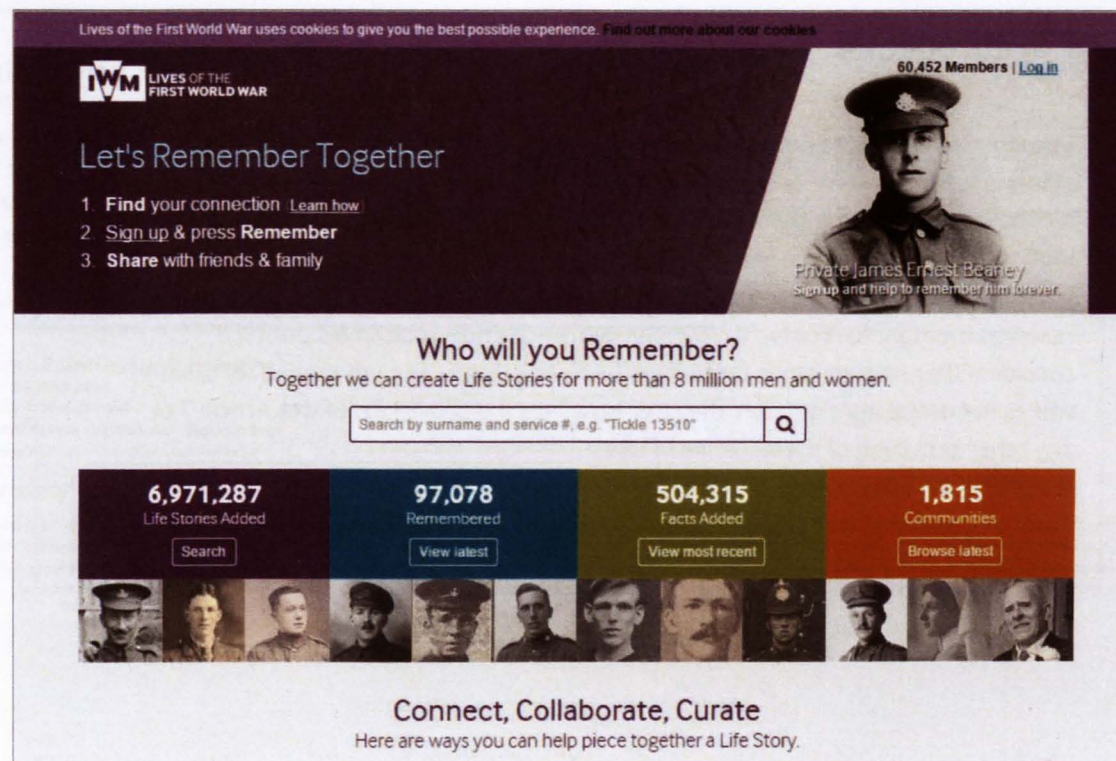 Lives of the First World War uses cookies to give you the best possible experience. Find out more about our cookies
60,452 Members | Log in
IWM LIVES OF THE
FIRST WORLD WAR
Let's Remember Together
1. Find your connection Learn how
2. Sign up & press Remember
3. Share with friends & family
Private James Ernest Beaney
Sign up and help to remember him forever.
Who will you Remember?
Together we can create Life Stories for more than 8 million men and women.
Search by surname and service #, e.g. "Tickle 13510"
6,971,287
Life Stories Added
Search
97,078
Remembered
View latest
504,315
Facts Added
View most recent
1,815
Communities
Browse latest
Connect, Collaborate, Curate
Here are ways you can help piece together a Life Story.